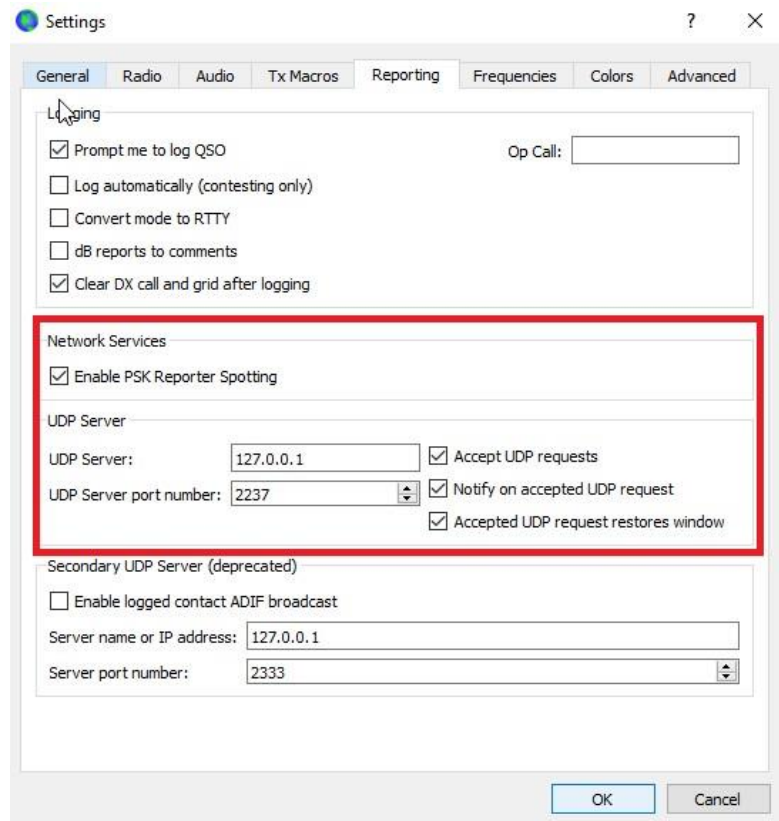 Settings
General Radio Audio Tx Macros Reporting Frequencies Colors Advanced
Logging
Prompt me to log QSO Op Call:
Log automatically (contesting only)
Convert mode to RTTY
dB reports to comments
Clear DX call and grid after logging
Network Services
Enable PSK Reporter Spotting
UDP Server
UDP Server: 127.0.0.1 Accept UDP requests
UDP Server port number: 2237 Notify on accepted UDP request
Accepted UDP request restores window
Secondary UDP Server (deprecated)
Enable logged contact ADIF broadcast
Server name or IP address: 127.0.0.1
Server port number: 2333
OK Cancel